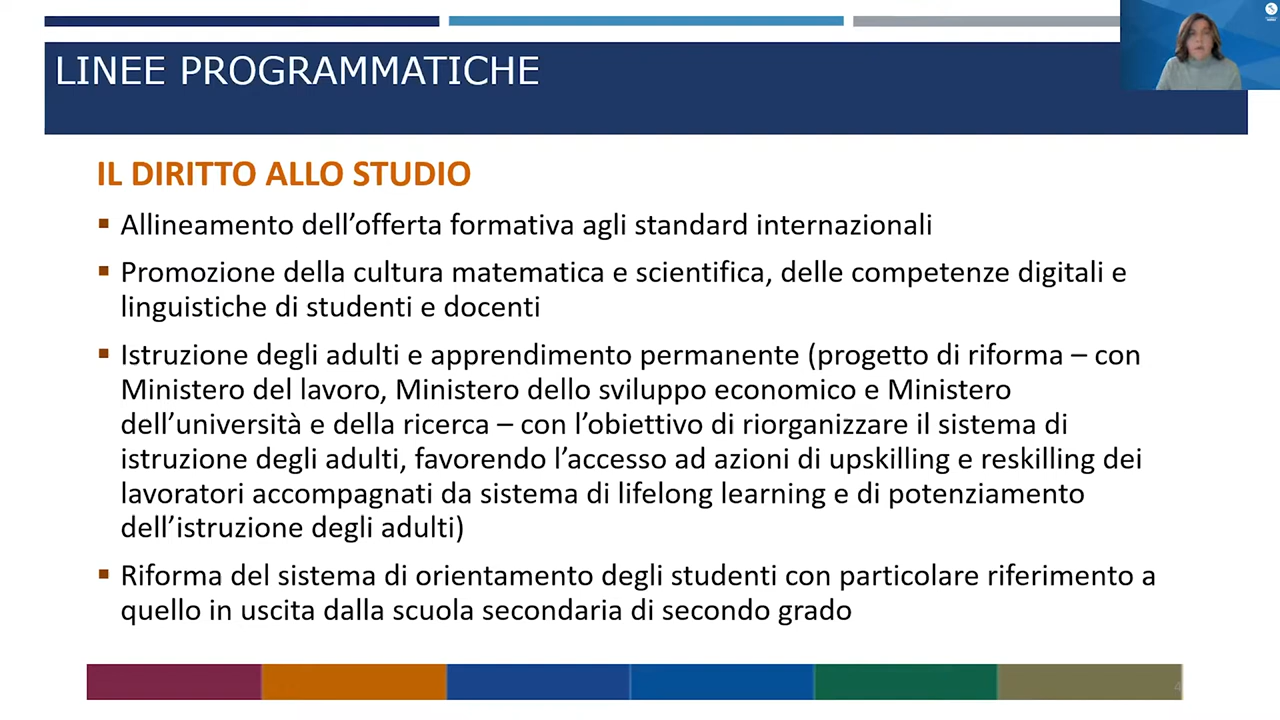 LINEE PROGRAMMATICHE
IL DIRITTO ALLO STUDIO
▪ Allineamento dell’offerta formativa agli standard internazionali
▪ Promozione della cultura matematica e scientifica, delle competenze digitali e
linguistiche di studenti e docenti
▪ Istruzione degli adulti e apprendimento permanente (progetto di riforma – con
Ministero del lavoro, Ministero dello sviluppo economico e Ministero
dell’università e della ricerca – con l’obiettivo di riorganizzare il sistema di
istruzione degli adulti, favorendo l’accesso ad azioni di upskilling e reskilling dei
lavoratori accompagnati da sistema di lifelong learning e di potenziamento
dell’istruzione degli adulti)
▪ Riforma del sistema di orientamento degli studenti con particolare riferimento a
quello in uscita dalla scuola secondaria di secondo grado
4